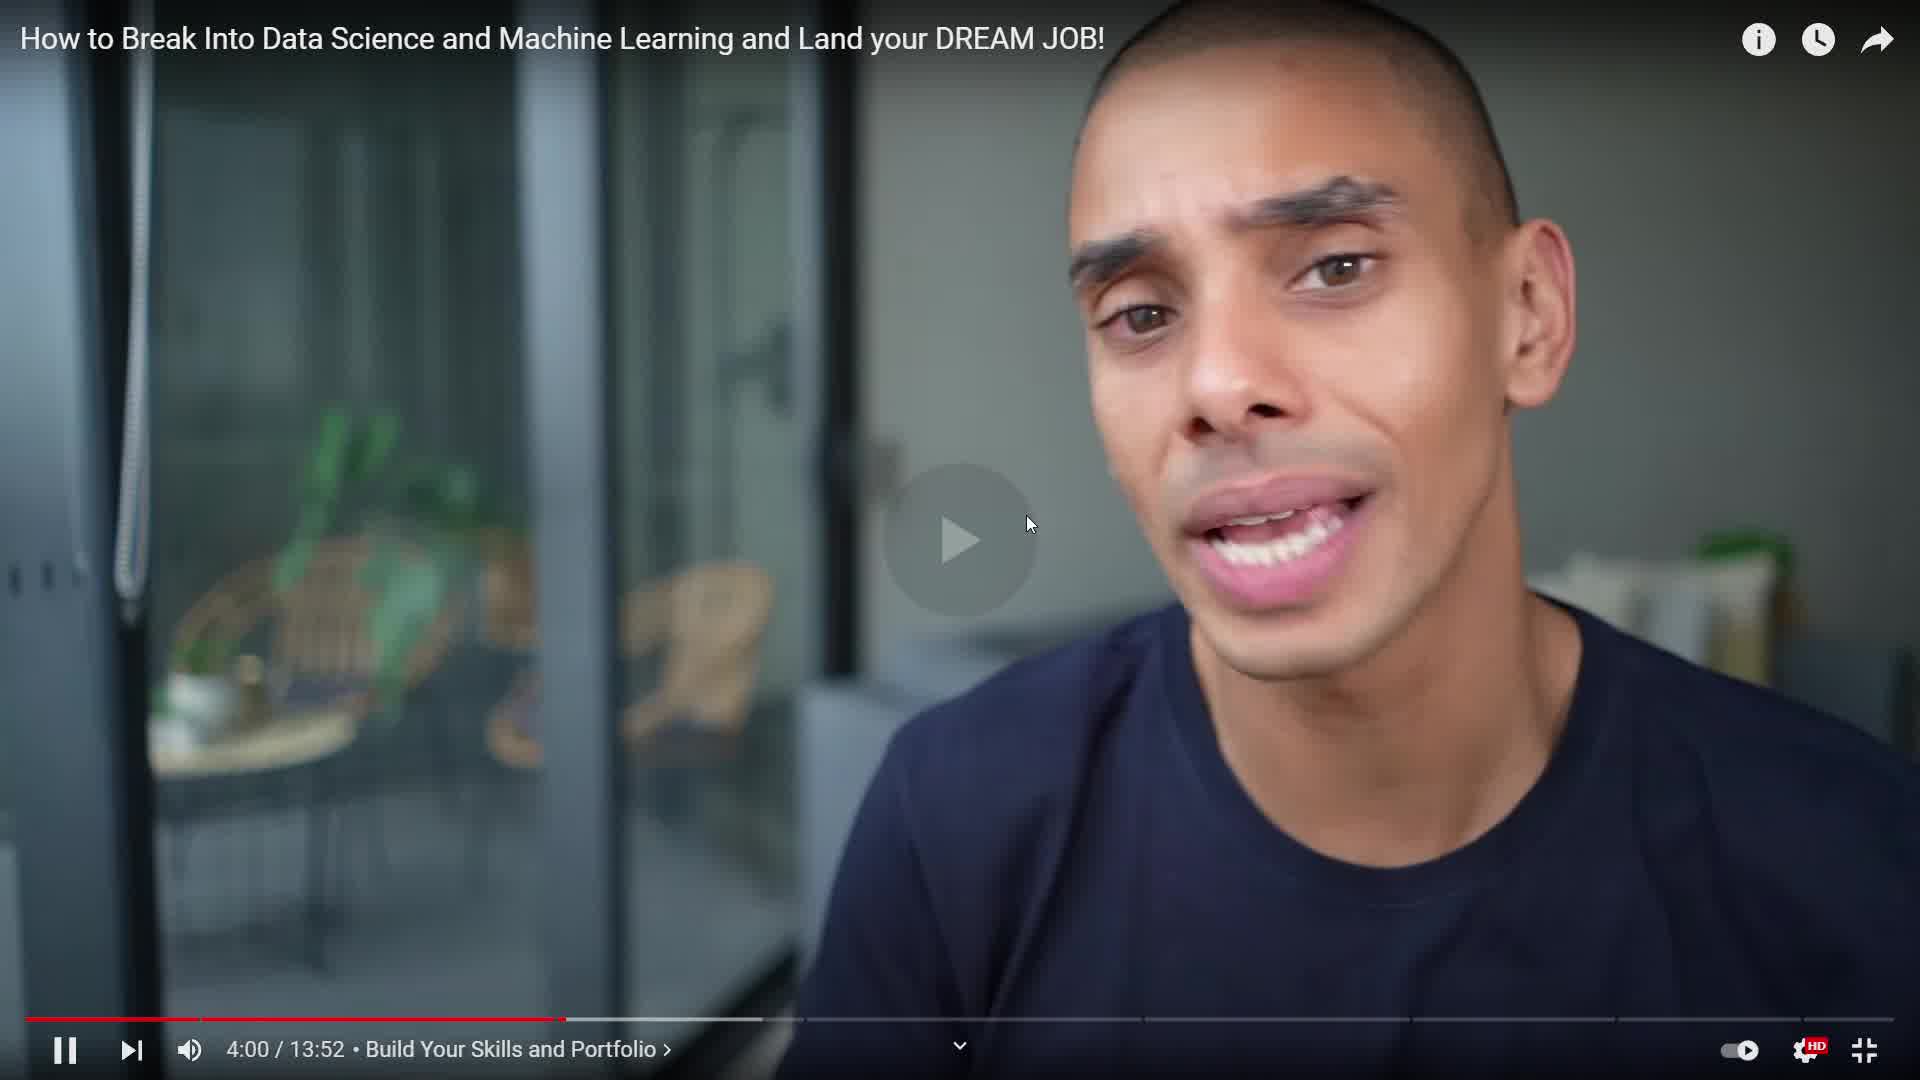 How to Break Into Data Science and Machine Learning and Land your DREAM JOB!
4:00 / 13:52 • Build Your Skills and Portfolio
HD